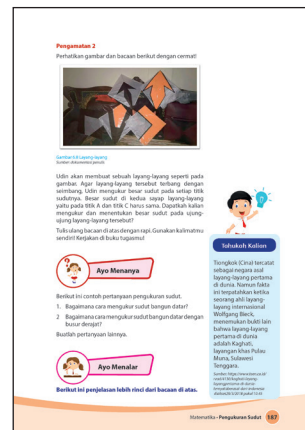 Pengamatan 2
Perhatikan gambar dan bacaan berikut dengan cermat!
Gambar 6.8 Layang-layang
Sumber: dokumentasi penulis
Udin akan membuat sebuah layang-layang seperti pada
gambar. Agar layang-layang tersebut terbang dengan
seimbang. Udin mengukur besar sudut pada setiap titik
sudutnya. Besar sudut di kedua sayap layang-layang
yaitu pada titik A dan titik C harus sama. Dapatkah kalian
mengukur dan menentukan besar sudut pada ujung-
ujung layang-layang tersebut?
Tulis ulang bacaan di atas dengan rapi. Gunakan kalimatmu
sendiri! Kerjakan di buku tugasmu!
Ayo Menanya
Berikut ini contoh pertanyaan pengukuran sudut.
1. Bagaimana cara mengukur sudut bangun datar?
2 Bagaimana cara mengukur sudut bangun datar dengan
busur derajat?
Buatlah pertanyaan lainnya.
Ayo Menalar
Berikut ini penjelasan lebih rinci dari bacaan di atas.
Tahukah Kalian
Tiongkok (Cina) tercatat
sebagai negara asal
layang-layang pertama
di dunia. Namun fakta
ini terpatahkan ketika
seorang ahli layang-
layang internasional
Wolfgang Bieck,
menemukan bukti lain
bahwa layang-layang
pertama di dunia
adalah Kaghati,
layangan khas Pulau
Muna, Sulawesi
Tenggara.
Matematika • Pengukuran Sudut 187